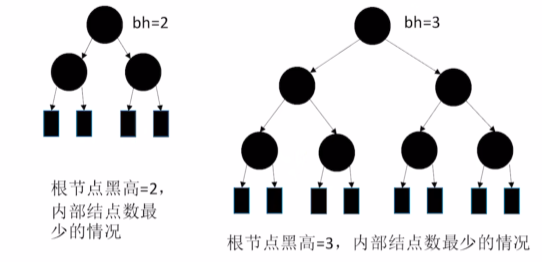 bh=2
bh=3
根节点黑高=2，
内部结点数最
少的情况
根节点黑高=3，内部结点数最少的情况